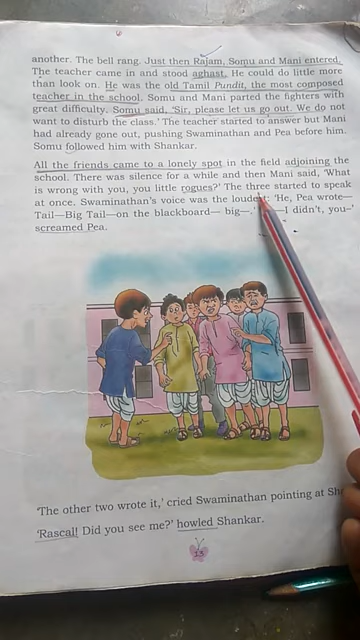 another. The bell rang. Just then Rajam, Somu and Mani entered.
The teacher came in and stood aghast. He could do little more
than look on. He was the old Tamil Pundit, the most composed
teacher in the school. Somu and Mani parted the fighters with
great difficulty. Somu said, 'Sir, please let us go out. We do not
want to disturb the class.' The teacher started to answer but Mani
had already gone out, pushing Swaminathan and Pea before him.
Somu followed him with Shankar.
All the friends came to a lonely spot in the field adjoining the
school. There was silence for a while and then Mani said, 'What
is wrong with you, you little rogues?' The three started to speak
at once. Swaminathan's voice was the loudest: 'He, Pea wrote—
Tail—Big Tail—on the blackboard— big—,' I didn't, you–'
screamed Pea.
'The other two wrote it,' cried Swaminathan pointing at
'Rascal! Did you see me?' howled Shankar.
13